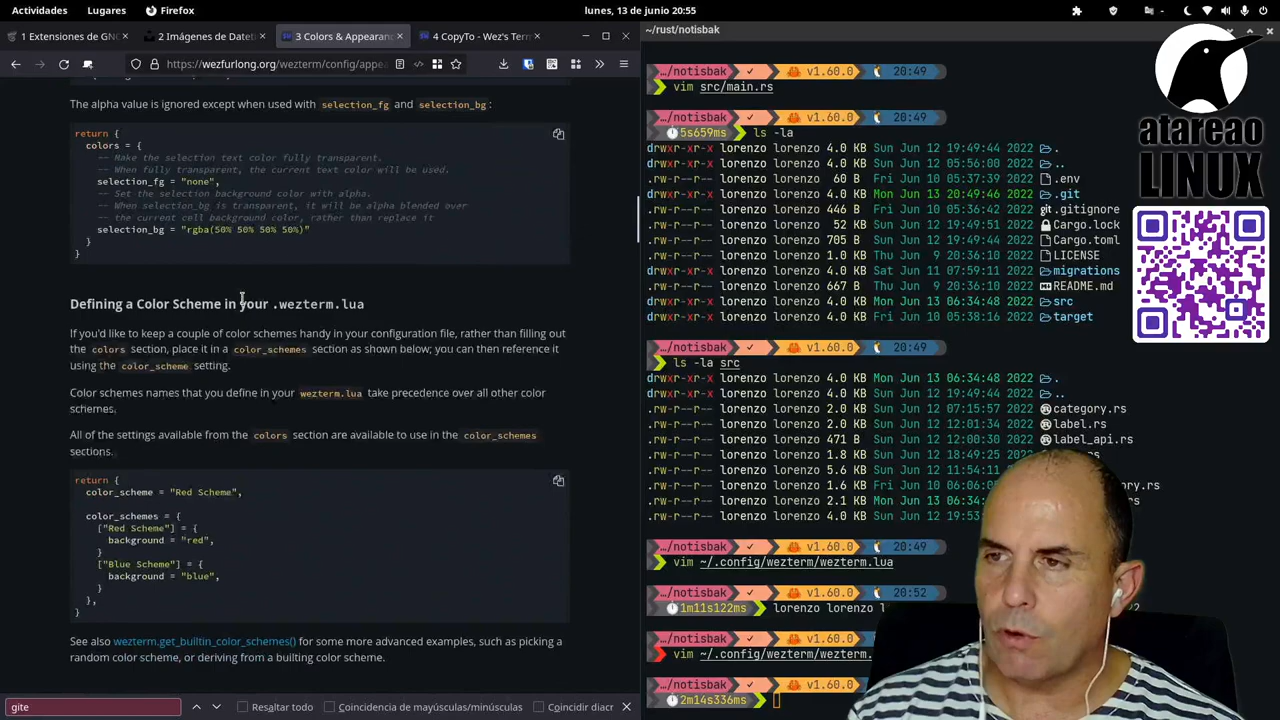 Actividades Lugares Firefox lunes, 13 de junio 20:55
1 Extensiones de GNO 2 Imágenes de Dateti 3 Colors & Appearan 4 CopyTo - Wez's Tern
https://wezfurlong.org/wezterm/config/appea
The alpha value is ignored except when used with selection_fg and selection_bg:
return {
colors = {
-- Make the selection text color fully transparent.
-- When fully transparent, the current text color will be used.
selection_fg = "none",
-- Set the selection background color with alpha.
-- When selection_bg is transparent, it will be alpha blended over
-- the current cell background color, rather than replace it
selection_bg = "rgba(50% 50% 50% 50%)"
}
}
Defining a Color Scheme in your .wezterm.lua
If you'd like to keep a couple of color schemes handy in your configuration file, rather than filling out
the colors section, place it in a color_schemes section as shown below; you can then reference it
using the color_scheme setting.
Color schemes names that you define in your wezterm.lua take precedence over all other color
schemes.
All of the settings available from the colors section are available to use in the color_schemes
sections.
return {
color_scheme = "Red Scheme",
color_schemes = {
["Red Scheme"] = {
background = "red",
}
["Blue Scheme"] = {
background = "blue",
}
},
}
See also wezterm.get_builtin_color_schemes() for some more advanced examples, such as picking a
random color scheme, or deriving from a builting color scheme.
gite Resaltar todo Coincidencia de mayúsculas/minúsculas Coincidir diacr
~/rust/notisbak
…/notisbak ✓ v1.60.0 20:49
vim src/main.rs
…/notisbak ✓ v1.60.0 20:49
5s659ms ls -la
drwxr-xr-x lorenzo lorenzo 4.0 KB Sun Jun 12 19:49:44 2022 .
drwxr-xr-x lorenzo lorenzo 4.0 KB Sun Jun 12 05:56:00 2022 ..
.rw-r--r-- lorenzo lorenzo 60 B Fri Jun 10 05:37:39 2022 .env
drwxr-xr-x lorenzo lorenzo 4.0 KB Mon Jun 13 20:49:46 2022 .git
.rw-r--r-- lorenzo lorenzo 446 B Fri Jun 10 05:36:42 2022 .gitignore
.rw-r--r-- lorenzo lorenzo 52 KB Sun Jun 12 19:49:51 2022 Cargo.lock
.rw-r--r-- lorenzo lorenzo 705 B Sun Jun 12 19:49:44 2022 Cargo.toml
.rw-r--r-- lorenzo lorenzo 1.0 KB Thu Jun 9 20:36:10 2022 LICENSE
drwxr-xr-x lorenzo lorenzo 4.0 KB Sat Jun 11 07:59:11 2022 migrations
.rw-r--r-- lorenzo lorenzo 667 B Thu Jun 9 20:36:10 2022 README.md
drwxr-xr-x lorenzo lorenzo 4.0 KB Mon Jun 13 06:34:48 2022 src
drwxr-xr-x lorenzo lorenzo 4.0 KB Fri Jun 10 05:38:16 2022 target
…/notisbak ✓ v1.60.0 20:49
ls -la src
drwxr-xr-x lorenzo lorenzo 4.0 KB Mon Jun 13 06:34:48 2022 .
drwxr-xr-x lorenzo lorenzo 4.0 KB Sun Jun 12 19:49:44 2022 ..
.rw-r--r-- lorenzo lorenzo 2.0 KB Sun Jun 12 07:15:57 2022 category.rs
.rw-r--r-- lorenzo lorenzo 2.0 KB Sun Jun 12 12:01:34 2022 label.rs
.rw-r--r-- lorenzo lorenzo 471 B Sun Jun 12 12:00:30 2022 label_api.rs
.rw-r--r-- lorenzo lorenzo 1.8 KB Sun Jun 12 18:49:25 2022
.rw-r--r-- lorenzo lorenzo 5.6 KB Sun Jun 12 11:54:11 2022
.rw-r--r-- lorenzo lorenzo 1.6 KB Fri Jun 10 06:06:0 ory.rs
.rw-r--r-- lorenzo lorenzo 2.1 KB Mon Jun 13 06:34: rs
.rw-r--r-- lorenzo lorenzo 2.0 KB Sun Jun 12 19:53
…/notisbak ✓ v1.60.0 20:49
vim ~/.config/wezterm/wezterm.lua
…/notisbak ✓ v1.60.0 20:52
1m11s122ms lorenzo lorenzo l
…/notisbak ✓ v1.60.0
vim ~/.config/wezterm/wezterm.
…/notisbak ✓ v1.60.0
2m14s336ms
atareao
LINUX